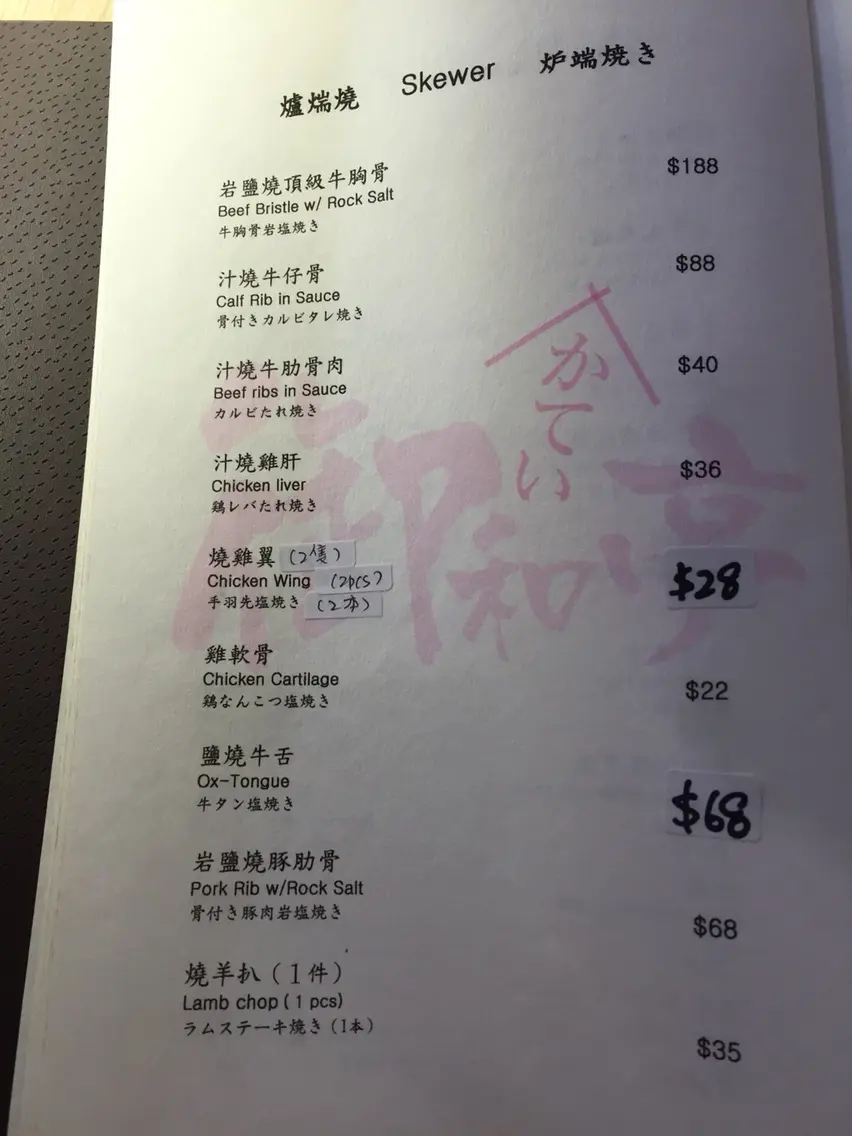 爐端燒 Skewer 炉端焼き
岩鹽燒頂級牛胸骨 $188
Beef Bristle w/ Rock Salt
牛胸骨岩塩焼き
汁燒牛仔骨 $88
Calf Rib in Sauce
骨付きカルビタレ焼き
汁燒牛肋骨肉 $40
Beef ribs in Sauce
カルビたれ焼き
汁燒雞肝 $36
Chicken liver
鶏レバたれ焼き
燒雞翼 (2隻) $28
Chicken Wing (2pcs)
手羽先塩焼き (2本)
雞軟骨 $22
Chicken Cartilage
鶏なんこつ塩焼き
鹽燒牛舌 $68
Ox-Tongue
牛タン塩焼き
岩鹽燒豚肋骨 $68
Pork Rib w/Rock Salt
骨付き豚肉岩塩焼き
燒羊扒（1件） $35
Lamb chop ( 1 pcs)
ラムステーキ焼き（1本）
かてい
御和亭